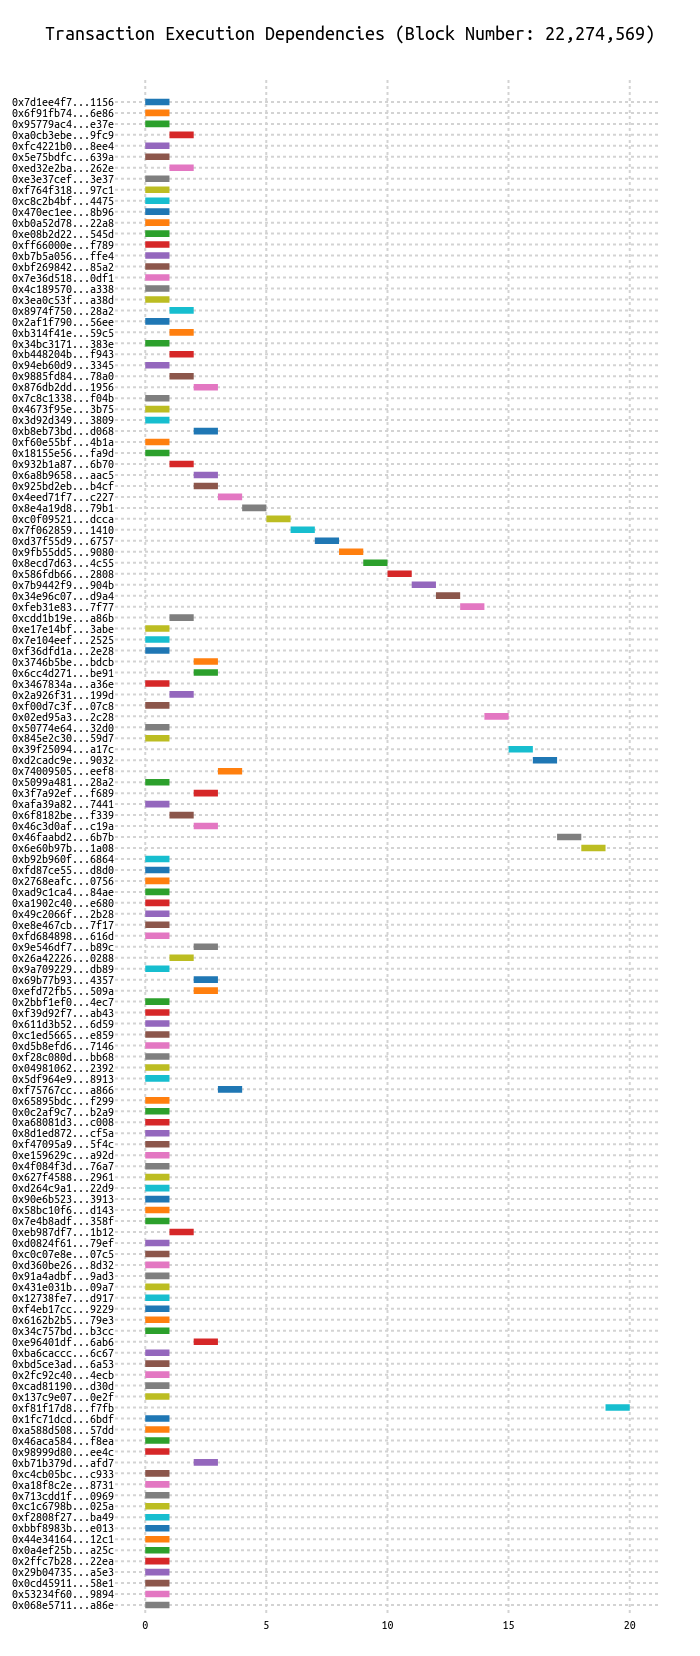 Transaction Execution Dependencies (Block Number: 22,274,569)
0x7d1ee4f7...1156
0x6f91fb74...6e86
0x95779ac4...e37e
0xa0cb3ebe...9fc9
0xfc4221b0...8ee4
0x5e75bdfc...639a
0xed32e2ba...262e
0xe3e37cef...3e37
0xf764f318...97c1
0xc8c2b4bf...4475
0x470ec1ee...8b96
0xb0a52d78...22a8
0xe08b2d22...545d
0xff66000e...f789
0xb7b5a056...ffe4
0xbf269842...85a2
0x7e36d518...0df1
0x4c189570...a338
0x3ea0c53f...a38d
0x8974f750...28a2
0x2af1f790...56ee
0xb314f41e...59c5
0x34bc3171...383e
0xb448204b...f943
0x94eb60d9...3345
0x9885fd84...78a0
0x876db2dd...1956
0x7c8c1338...f04b
0x4673f95e...3b75
0x3d92d349...3809
0xb8eb73bd...d068
0xf60e55bf...4b1a
0x18155e56...fa9d
0x932b1a87...6b70
0x6a8b9658...aac5
0x925bd2eb...b4cf
0x4eed71f7...c227
0x8e4a19d8...79b1
0xc0f09521...dcca
0x7f062859...1410
0xd37f55d9...6757
0x9fb55dd5...9080
0x8ecd7d63...4c55
0x586fdb66...2808
0x7b9442f9...904b
0x34e96c07...d9a4
0xfeb31e83...7f77
0xcdd1b19e...a86b
0xe17e14bf...3abe
0x7e104eef...2525
0xf36dfd1a...2e28
0x3746b5be...bdcb
0x6cc4d271...be91
0x3467834a...a36e
0x2a926f31...199d
0xf00d7c3f...07c8
0x02ed95a3...2c28
0x50774e64...32d0
0x845e2c30...59d7
0x39f25094...a17c
0xd2cadc9e...9032
0x74009505...eef8
0x5099a481...28a2
0x3f7a92ef...f689
0xafa39a82...7441
0x6f8182be...f339
0x46c3d0af...c19a
0x46faabd2...6b7b
0x6e60b97b...1a08
0xb92b960f...6864
0xfd87ce55...d8d0
0x2768eafc...0756
0xad9c1ca4...84ae
0xa1902c40...e680
0x49c2066f...2b28
0xe8e467cb...7f17
0xfd684898...616d
0x9e546df7...b89c
0x26a42226...0288
0x9a709229...db89
0x69b77b93...4357
0xefd72fb5...509a
0x2bbf1ef0...4ec7
0xf39d92f7...ab43
0x611d3b52...6d59
0xc1ed5665...e859
0xd5b8efd6...7146
0xf28c080d...bb68
0x04981062...2392
0x5df964e9...8913
0xf75767cc...a866
0x65895bdc...f299
0x0c2af9c7...b2a9
0xa68081d3...c008
0x8d1ed872...cf5a
0xf47095a9...5f4c
0xe159629c...a92d
0x4f084f3d...76a7
0x627f4588...2961
0xd264c9a1...22d9
0x90e6b523...3913
0x58bc10f6...d143
0x7e4b8adf...358f
0xeb987df7...1b12
0xd0824f61...79ef
0xc0c07e8e...07c5
0xd360be26...8d32
0x91a4adbf...9ad3
0x431e031b...09a7
0x12738fe7...d917
0xf4eb17cc...9229
0x6162b2b5...79e3
0x34c757bd...b3cc
0xe96401df...6ab6
0xba6caccc...6c67
0xbd5ce3ad...6a53
0x2fc92c40...4ecb
0xcad81190...d30d
0x137c9e07...0e2f
0xf81f17d8...f7fb
0x1fc71dcd...6bdf
0xa588d508...57dd
0x46aca584...f8ea
0x98999d80...ee4c
0xb71b379d...afd7
0xc4cb05bc...c933
0xa18f8c2e...8731
0x713cdd1f...0969
0xc1c6798b...025a
0xf2808f27...ba49
0xbbf8983b...e013
0x44e34164...12c1
0x0a4ef25b...a25c
0x2ffc7b28...22ea
0x29b04735...a5e3
0x0cd45911...58e1
0x53234f60...9894
0x068e5711...a86e
0 5 10 15 20